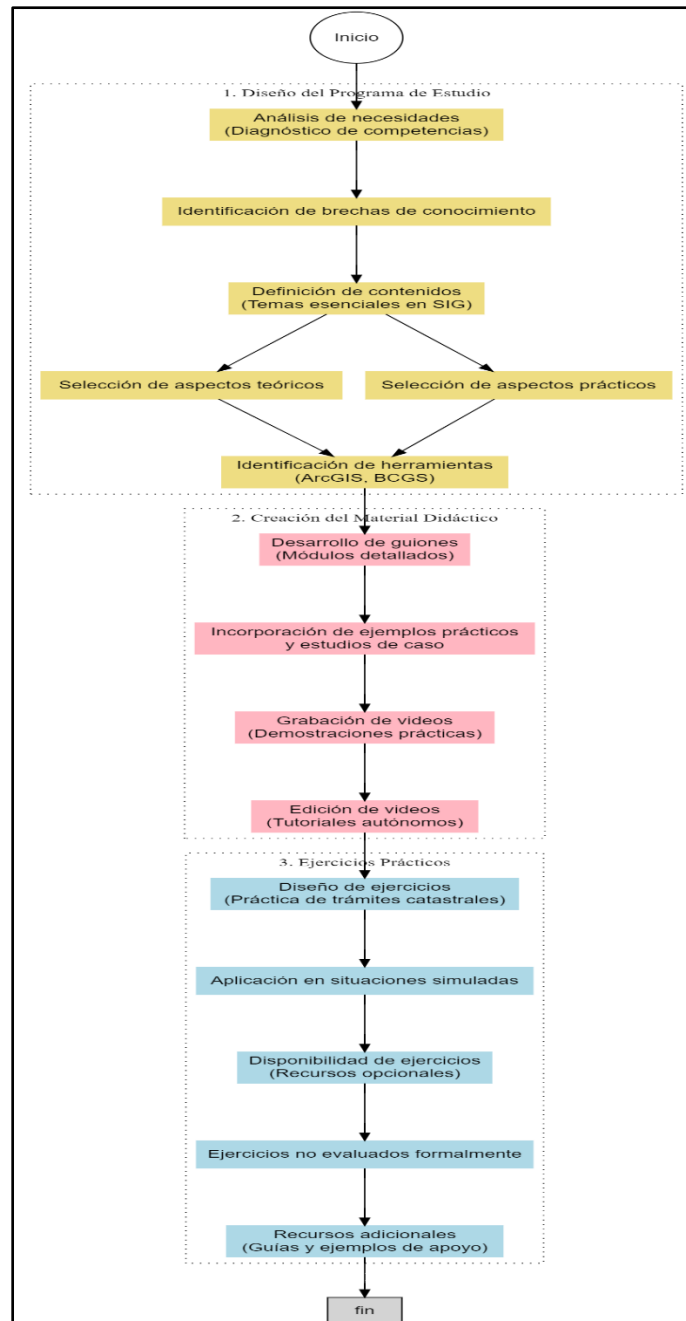 Inicio
1. Diseño del Programa de Estudio
Análisis de necesidades
(Diagnóstico de competencias)
Identificación de brechas de conocimiento
Definición de contenidos
(Temas esenciales en SIG)
Selección de aspectos teóricos
Selección de aspectos prácticos
Identificación de herramientas
(ArcGIS, BCGS)
2. Creación del Material Didáctico
Desarrollo de guiones
(Módulos detallados)
Incorporación de ejemplos prácticos
y estudios de caso
Grabación de videos
(Demostraciones prácticas)
Edición de videos
(Tutoriales autónomos)
3. Ejercicios Prácticos
Diseño de ejercicios
(Práctica de trámites catastrales)
Aplicación en situaciones simuladas
Disponibilidad de ejercicios
(Recursos opcionales)
Ejercicios no evaluados formalmente
Recursos adicionales
(Guías y ejemplos de apoyo)
fin